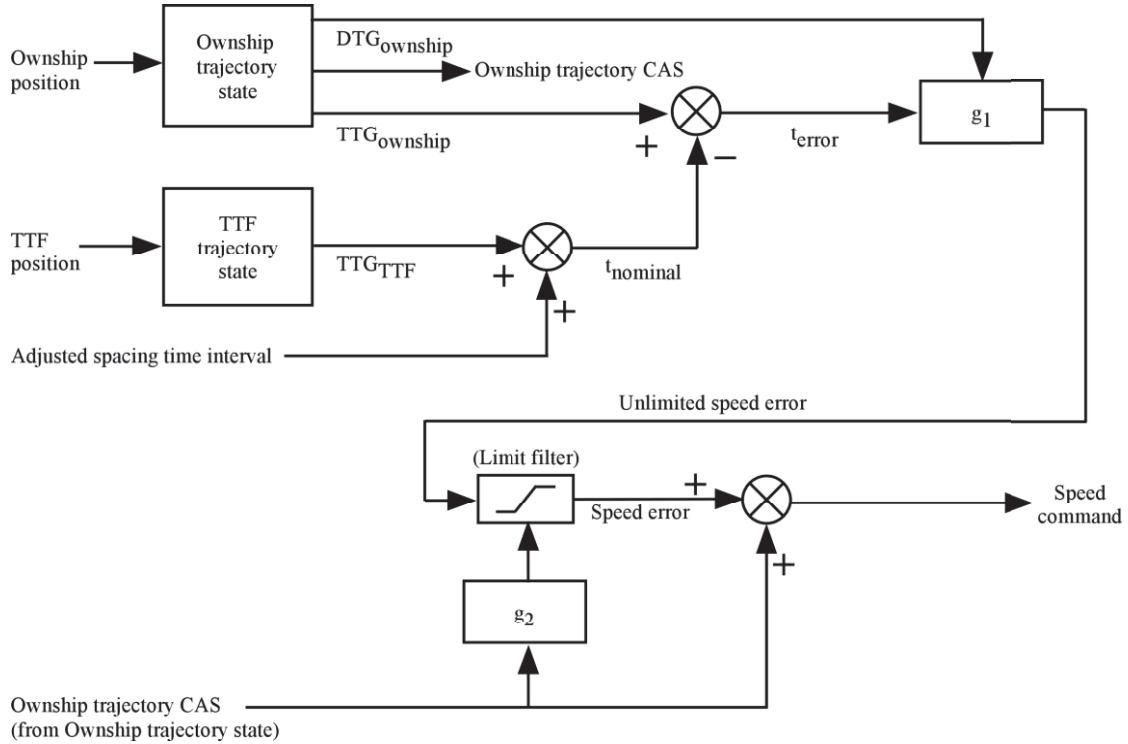 Ownship
position
Ownship
trajectory
state
DTGownship
Ownship trajectory CAS
TTGownship
+
−
terror
g1
TTF
position
TTF
trajectory
state
TTGTTF
+
+
tnominal
Adjusted spacing time interval
Unlimited speed error
(Limit filter)
Speed error
+
+
Speed
command
g2
Ownship trajectory CAS
(from Ownship trajectory state)